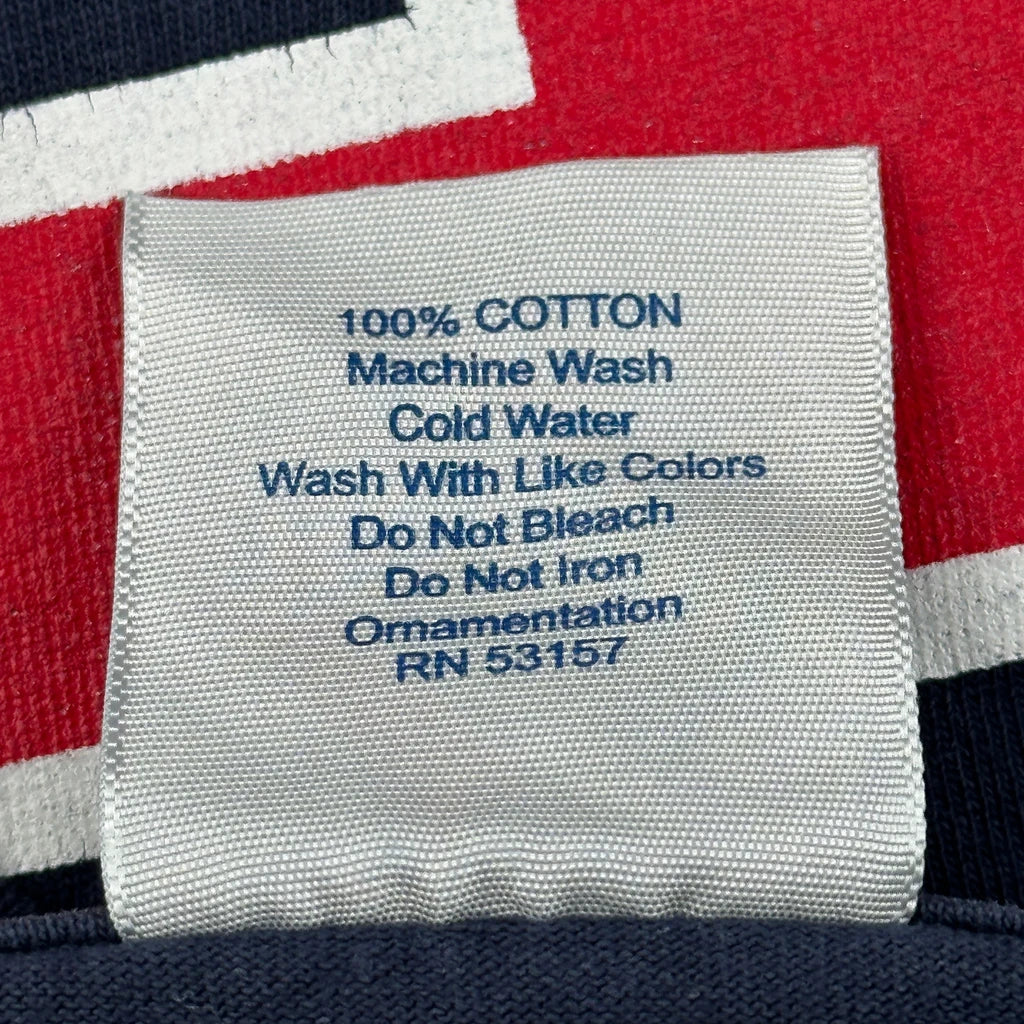 100% COTTON
Machine Wash
Cold Water
Wash With Like Colors
Do Not Bleach
Do Not Iron
Ornamentation
RN 53157